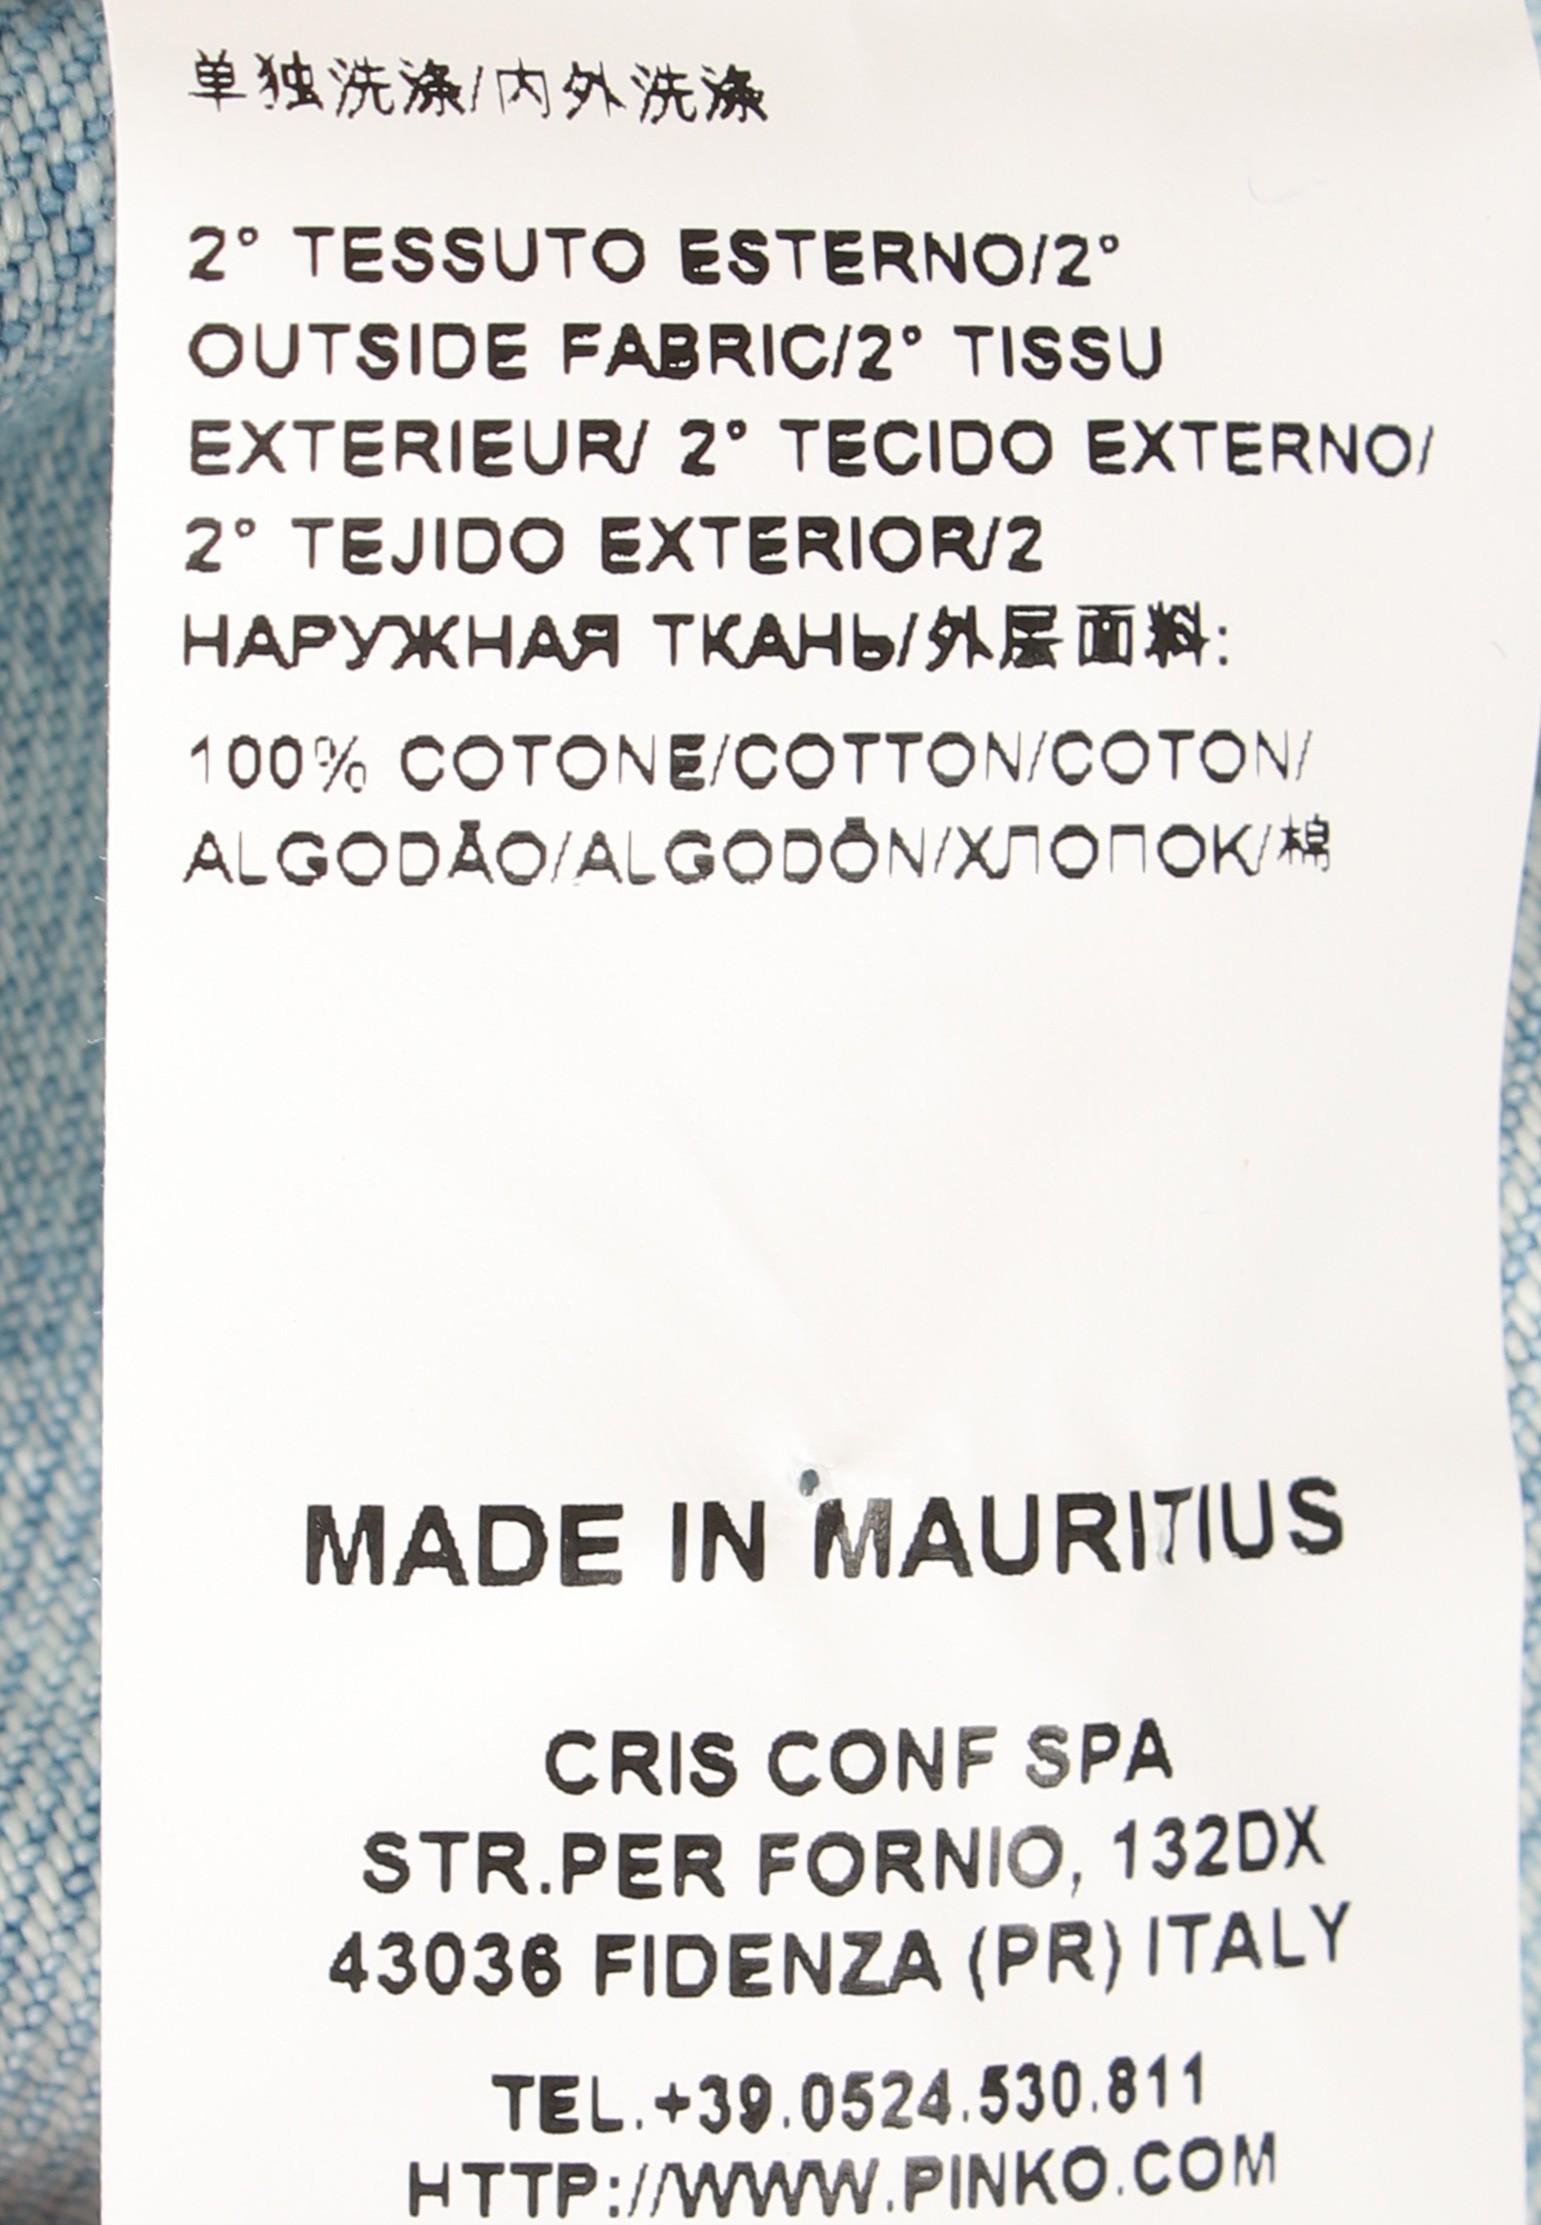 单独洗涤/内外洗涤
2° TESSUTO ESTERNO/2°
OUTSIDE FABRIC/2° TISSU
EXTERIEUR/ 2° TECIDO EXTERNO/
2° TEJIDO EXTERIOR/2
НАРУЖНАЯ ТКАНЬ/外层面料:
100% COTONE/COTTON/COTON/
ALGODÃO/ALGODÓN/ХЛОПОК/棉
MADE IN MAURITIUS
CRIS CONF SPA
STR.PER FORNIO, 132DX
43036 FIDENZA (PR) ITALY
TEL.+39.0524.530.811
HTTP://WWW.PINKO.COM